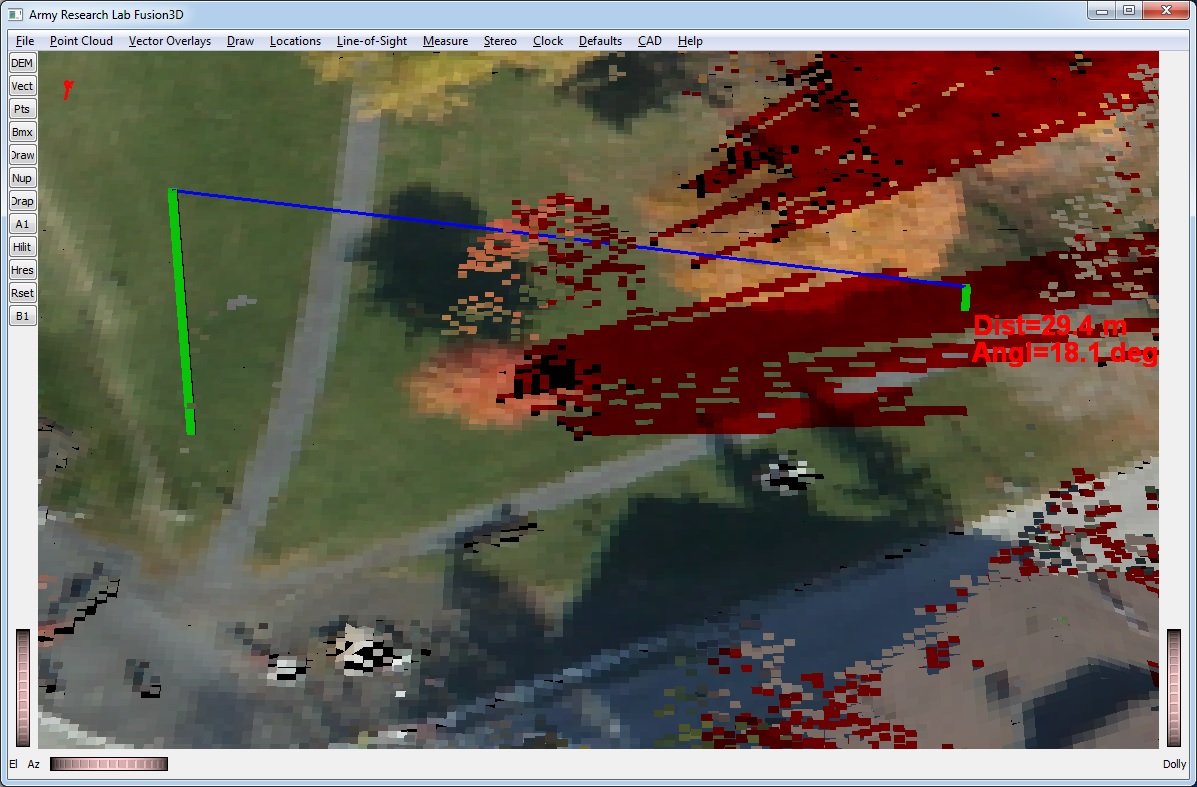 Army Research Lab Fusion3D
File Point Cloud Vector Overlays Draw Locations Line-of-Sight Measure Stereo Clock Defaults CAD Help
DEM
Vect
Pts
Bmx
Draw
Nup
Drap
A1
Hilit
Hres
Rset
B1
Dist=29.4 m
Angl=18.1 deg
El Az
Dolly